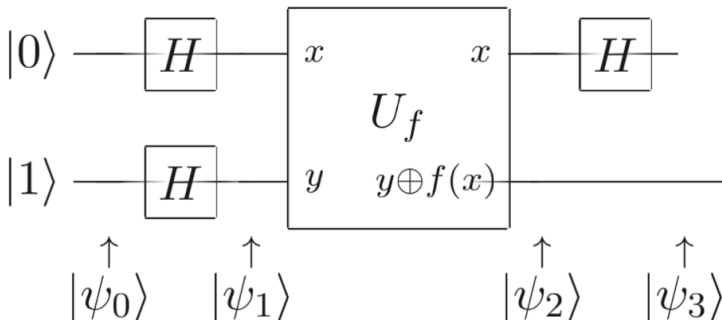 |0⟩ H x x H
U_f
|1⟩ H y y⊕f(x)
↑ ↑ ↑ ↑
|ψ₀⟩ |ψ₁⟩ |ψ₂⟩ |ψ₃⟩